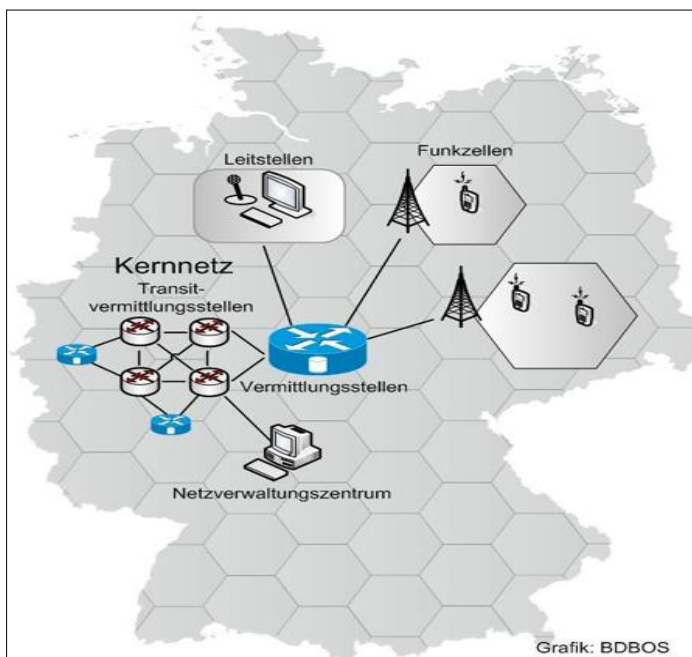 Leitstellen
Funkzellen
Kernnetz
Transit-
vermittlungsstellen
Vermittlungsstellen
Netzverwaltungszentrum
Grafik: BDBOS